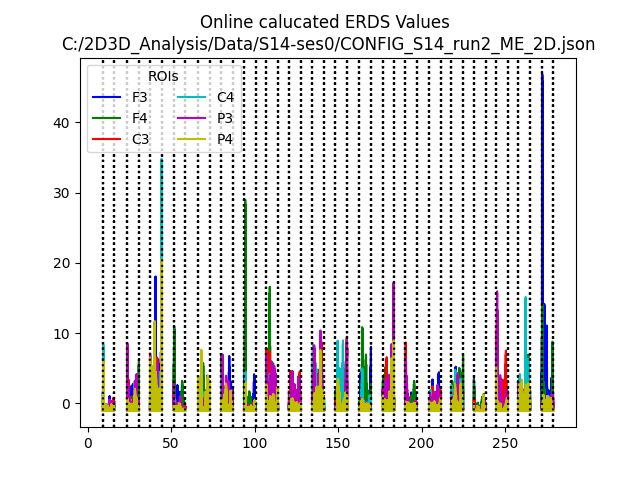 Online calucated ERDS Values
C:/2D3D_Analysis/Data/S14-ses0/CONFIG_S14_run2_ME_2D.json
ROIs
F3 C4
F4 P3
C3 P4
40
30
20
10
0
0 50 100 150 200 250